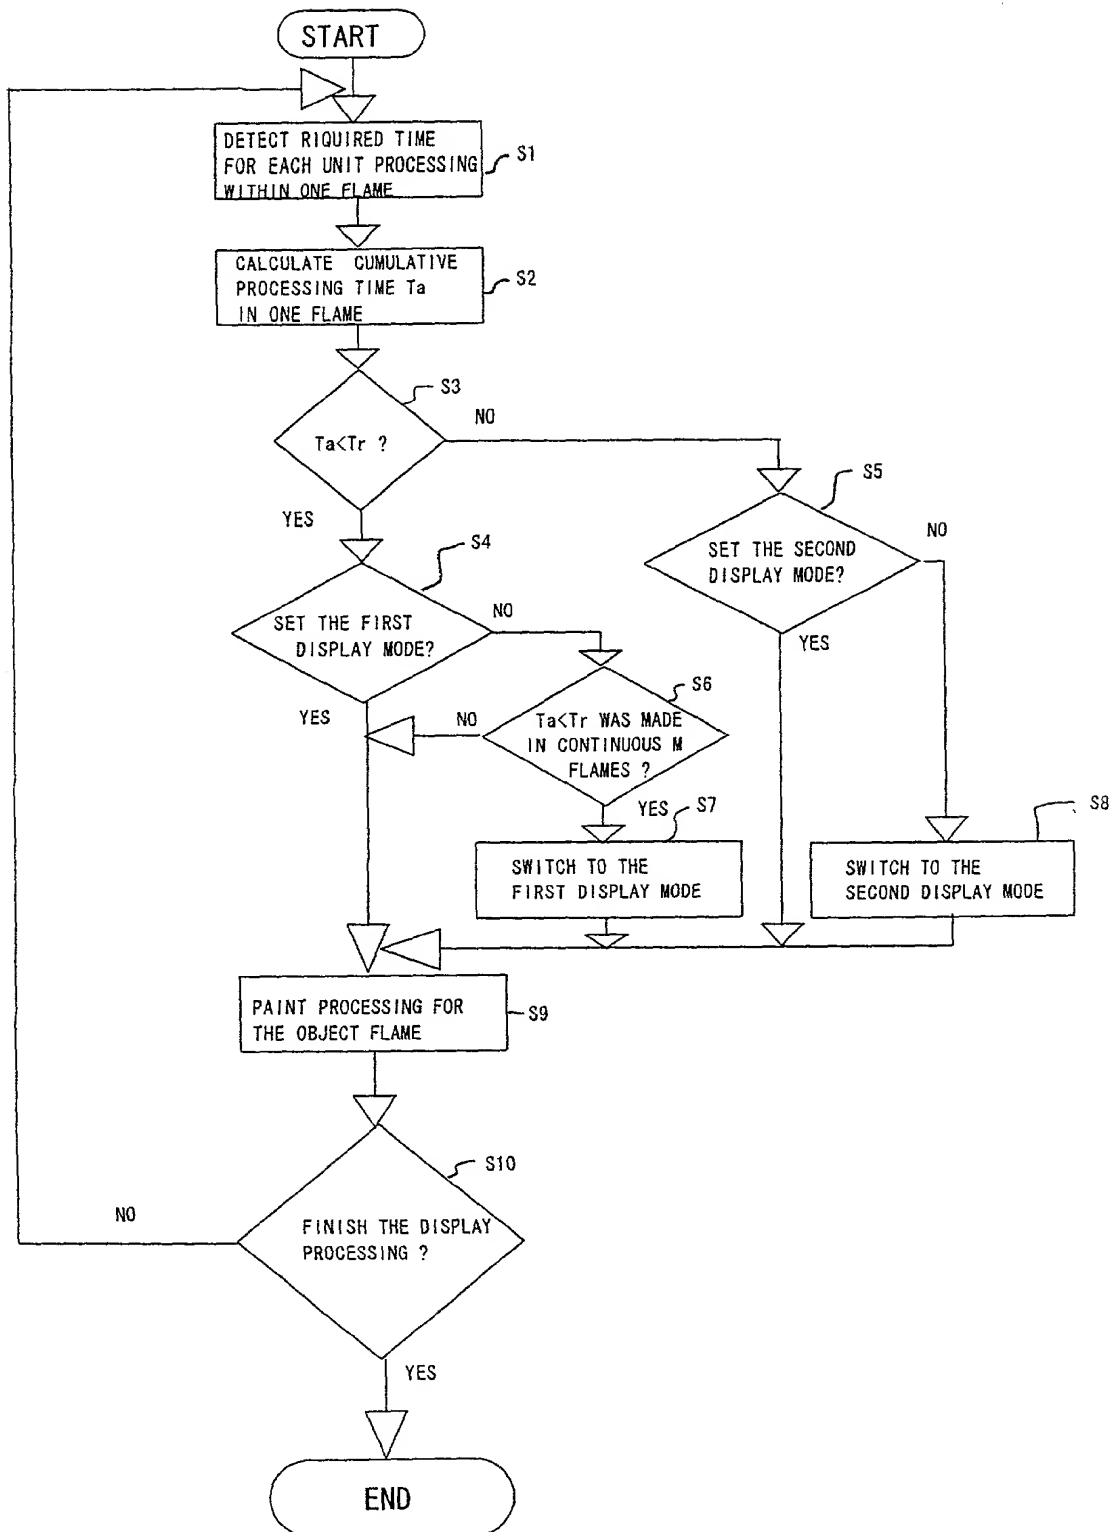 START
DETECT RIQUIRED TIME
FOR EACH UNIT PROCESSING
WITHIN ONE FLAME
S1
CALCULATE CUMULATIVE
PROCESSING TIME Ta
IN ONE FLAME
S2
S3
Ta<Tr ?
NO
YES
S4
SET THE FIRST
DISPLAY MODE?
NO
YES
S5
SET THE SECOND
DISPLAY MODE?
NO
YES
S6
Ta<Tr WAS MADE
IN CONTINUOUS M
FLAMES ?
NO
YES
S7
SWITCH TO THE
FIRST DISPLAY MODE
S8
SWITCH TO THE
SECOND DISPLAY MODE
PAINT PROCESSING FOR
THE OBJECT FLAME
S9
S10
FINISH THE DISPLAY
PROCESSING ?
NO
YES
END